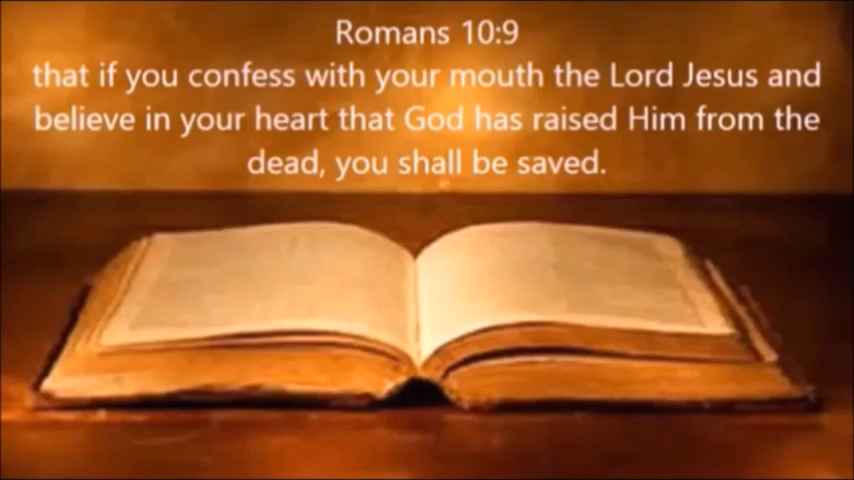 Romans 10:9
that if you confess with your mouth the Lord Jesus and
believe in your heart that God has raised Him from the
dead, you shall be saved.